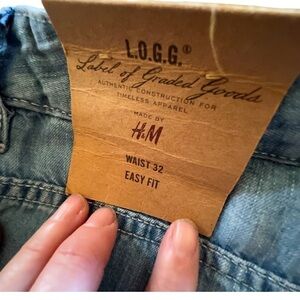 L.O.G.G.®
Label of Graded Goods
AUTHENTIC CONSTRUCTION FOR
TIMELESS APPAREL
MADE BY
H&M
WAIST 32
EASY FIT